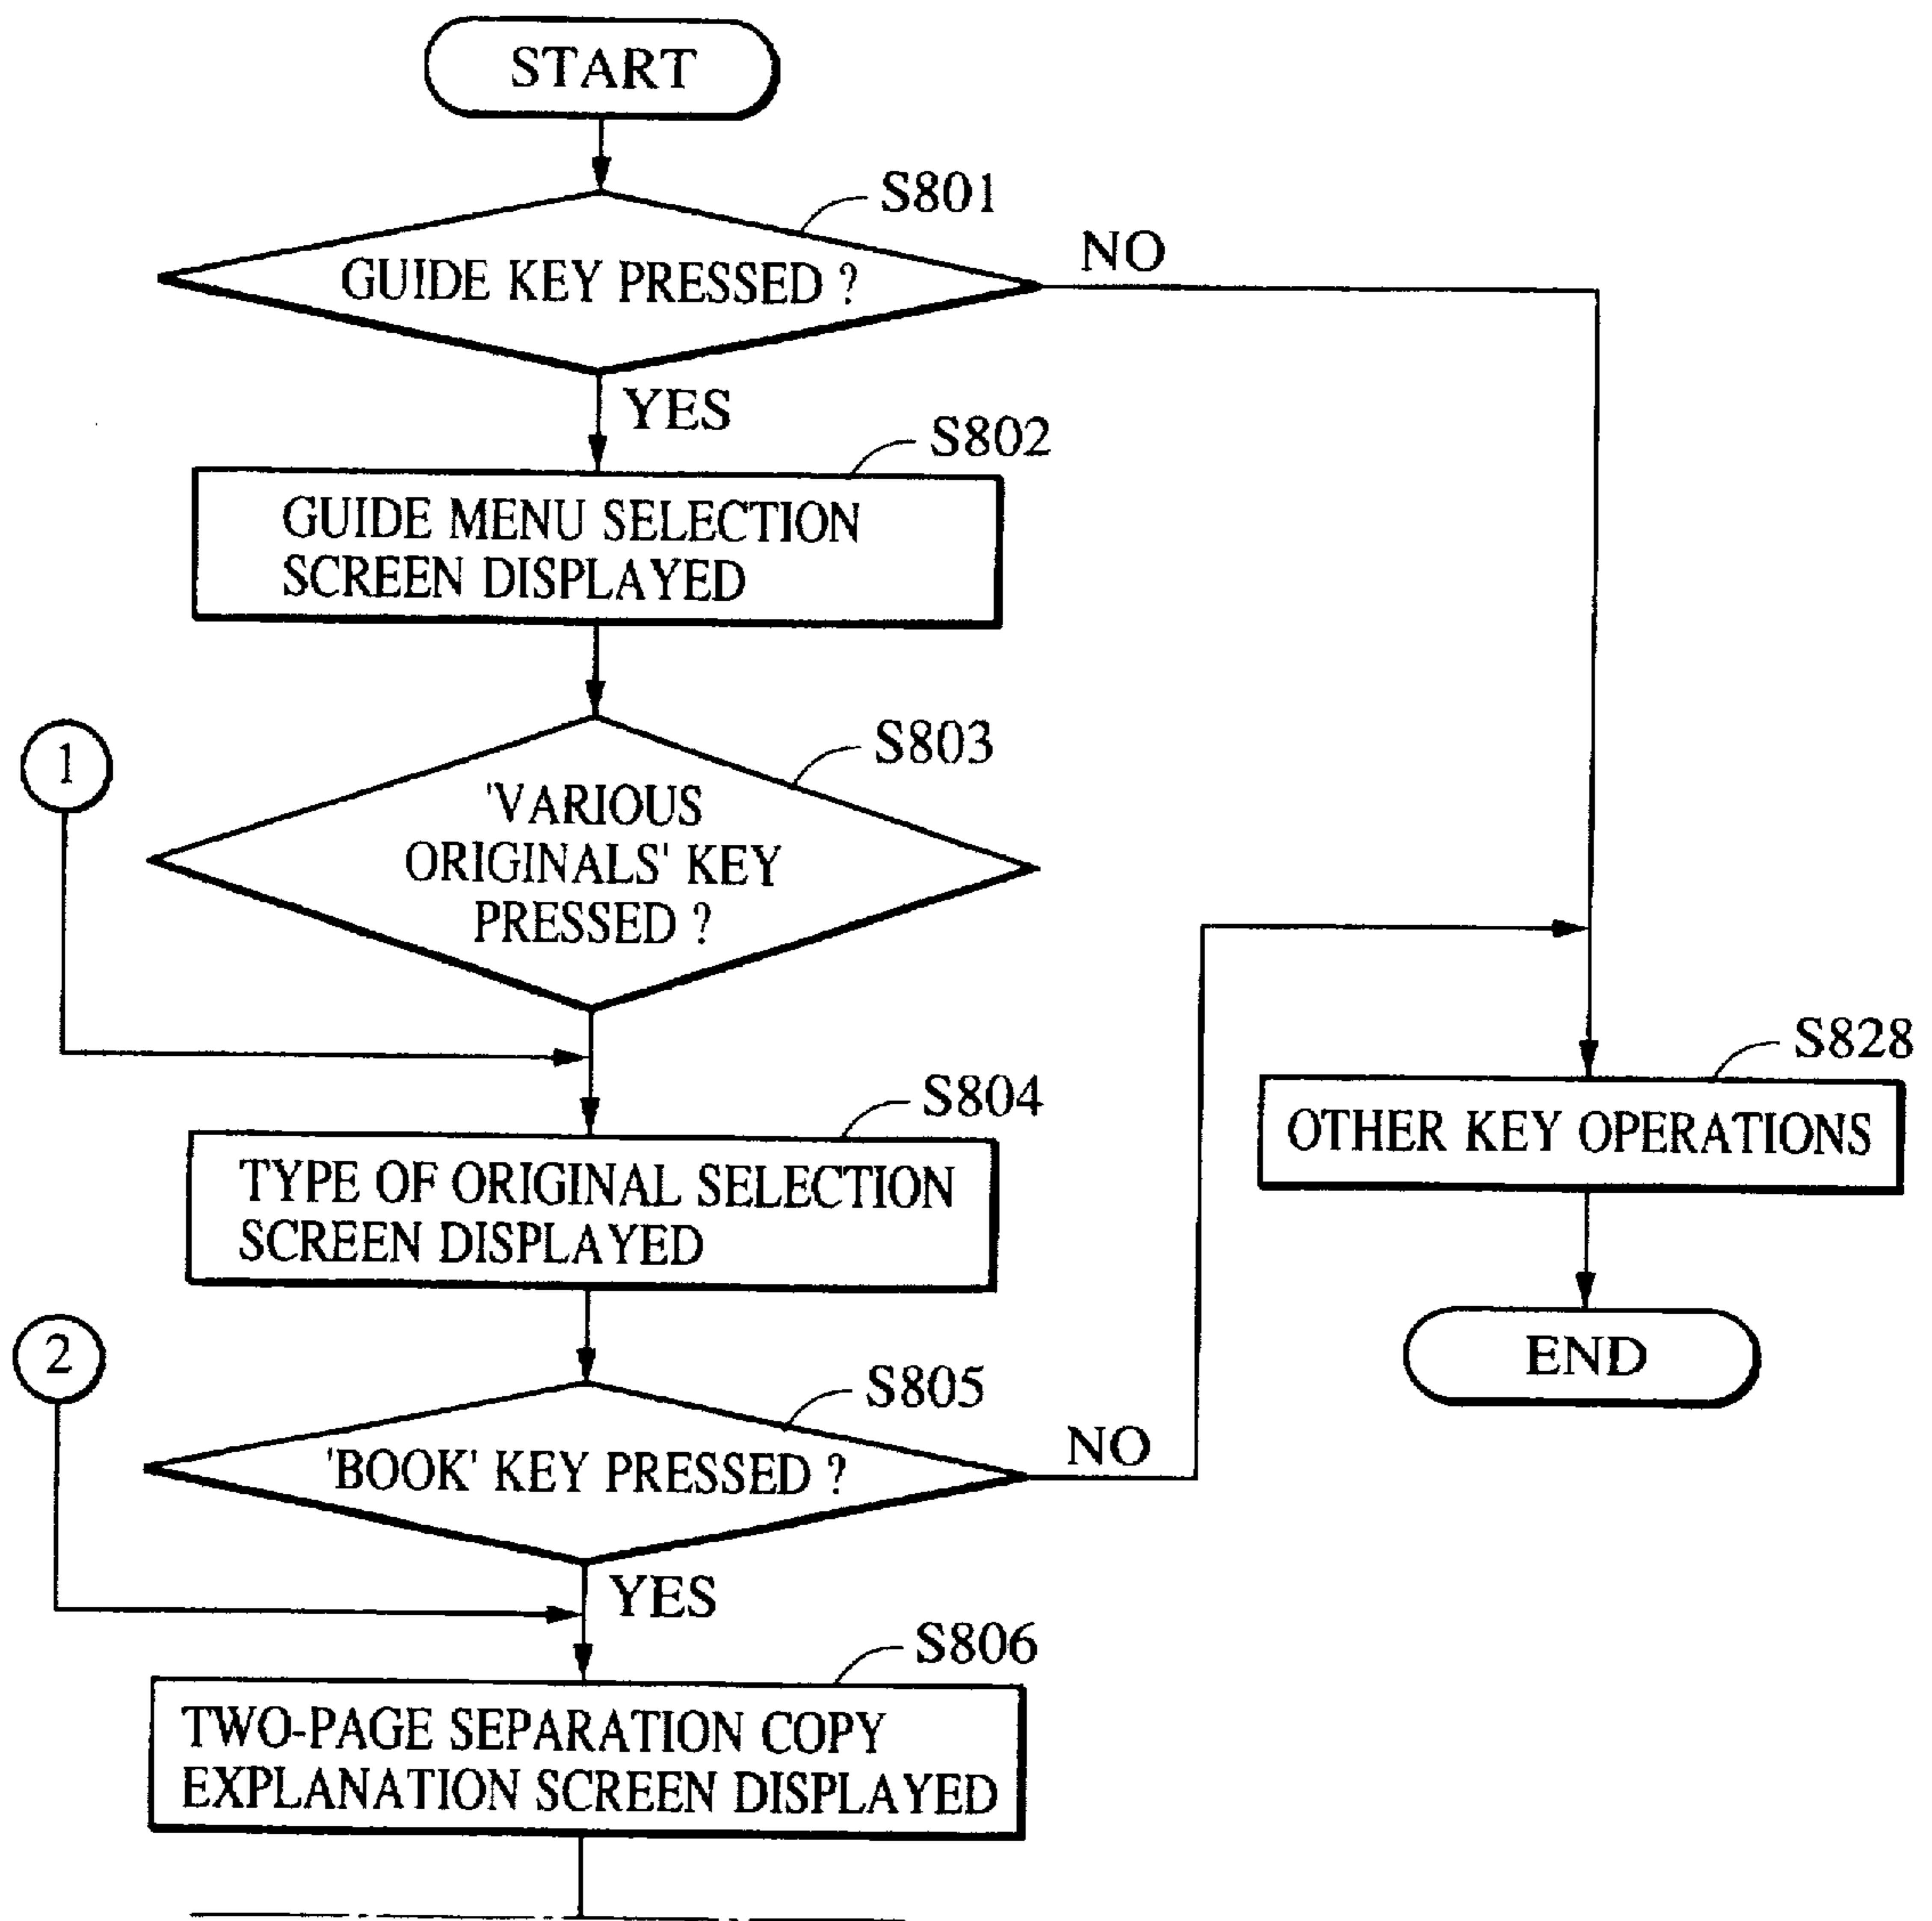 START
S801
GUIDE KEY PRESSED ?
NO
YES
S802
GUIDE MENU SELECTION
SCREEN DISPLAYED
1
S803
'VARIOUS
ORIGINALS' KEY
PRESSED ?
S804
TYPE OF ORIGINAL SELECTION
SCREEN DISPLAYED
S828
OTHER KEY OPERATIONS
END
2
S805
'BOOK' KEY PRESSED ?
NO
YES
S806
TWO-PAGE SEPARATION COPY
EXPLANATION SCREEN DISPLAYED